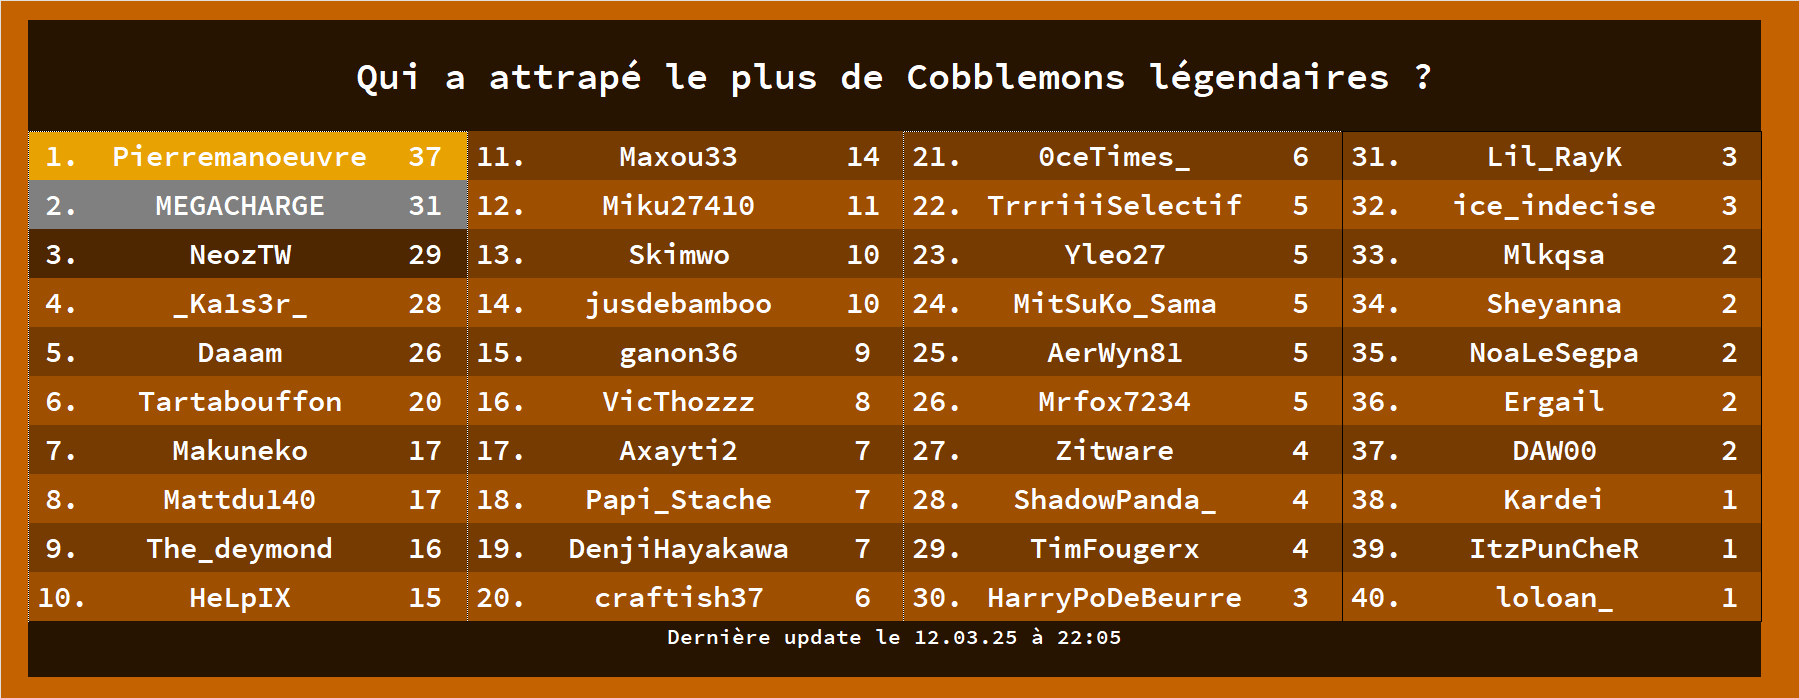 Qui a attrapé le plus de Cobblemons légendaires ?
1. Pierremanoeuvre 37
2. MEGACHARGE 31
3. NeozTW 29
4. _Ka1s3r_ 28
5. Daaam 26
6. Tartabouffon 20
7. Makuneko 17
8. Mattdu140 17
9. The_deymond 16
10. HeLpIX 15
11. Maxou33 14
12. Miku27410 11
13. Skimwo 10
14. jusdebamboo 10
15. ganon36 9
16. VicThozzz 8
17. Axayti2 7
18. Papi_Stache 7
19. DenjiHayakawa 7
20. craftish37 6
21. 0ceTimes_ 6
22. TrrriiiSelectif 5
23. Yleo27 5
24. MitSuKo_Sama 5
25. AerWyn81 5
26. Mrfox7234 5
27. Zitware 4
28. ShadowPanda_ 4
29. TimFougerx 4
30. HarryPoDeBeurre 3
31. Lil_RayK 3
32. ice_indecise 3
33. Mlkqsa 2
34. Sheyanna 2
35. NoaLeSegpa 2
36. Ergail 2
37. DAW00 2
38. Kardei 1
39. ItzPunCheR 1
40. loloan_ 1
Dernière update le 12.03.25 à 22:05